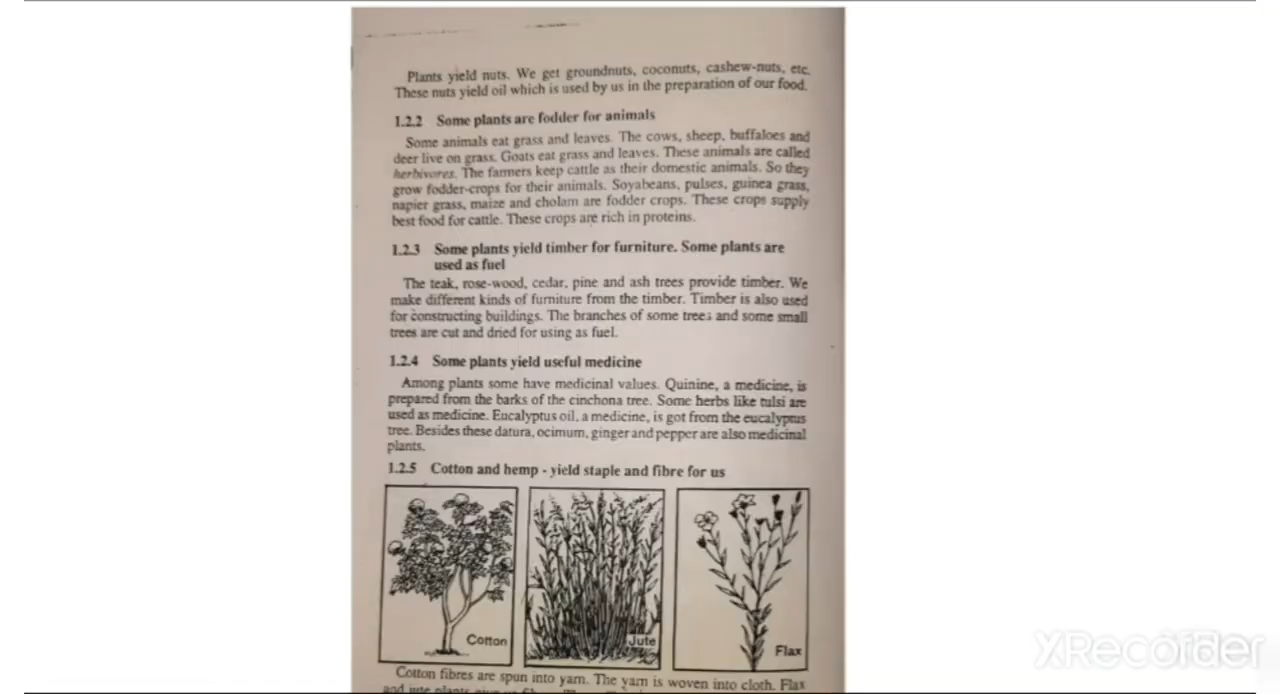 Plants yield nuts. We get groundnuts, coconuts, cashew-nuts, etc.
These nuts yield oil which is used by us in the preparation of our food.
1.2.2 Some plants are fodder for animals
Some animals eat grass and leaves. The cows, sheep, buffaloes and
deer live on grass. Goats eat grass and leaves. These animals are called
herbivores. The farmers keep cattle as their domestic animals. So they
grow fodder-crops for their animals. Soyabeans, pulses, guinea grass,
napier grass, maize and cholam are fodder crops. These crops supply
best food for cattle. These crops are rich in proteins.
1.2.3 Some plants yield timber for furniture. Some plants are
used as fuel
The teak, rose-wood, cedar, pine and ash trees provide timber. We
make different kinds of furniture from the timber. Timber is also used
for constructing buildings. The branches of some trees and some small
trees are cut and dried for using as fuel.
1.2.4 Some plants yield useful medicine
Among plants some have medicinal values. Quinine, a medicine, is
prepared from the barks of the cinchona tree. Some herbs like tulsi are
used as medicine. Eucalyptus oil, a medicine, is got from the eucalyptus
tree. Besides these datura, ocimum, ginger and pepper are also medicinal
plants.
1.2.5 Cotton and hemp - yield staple and fibre for us
Cotton
Jute
Flax
Cotton fibres are spun into yarn. The yarn is woven into cloth. Flax
and jute plants
XRecorder